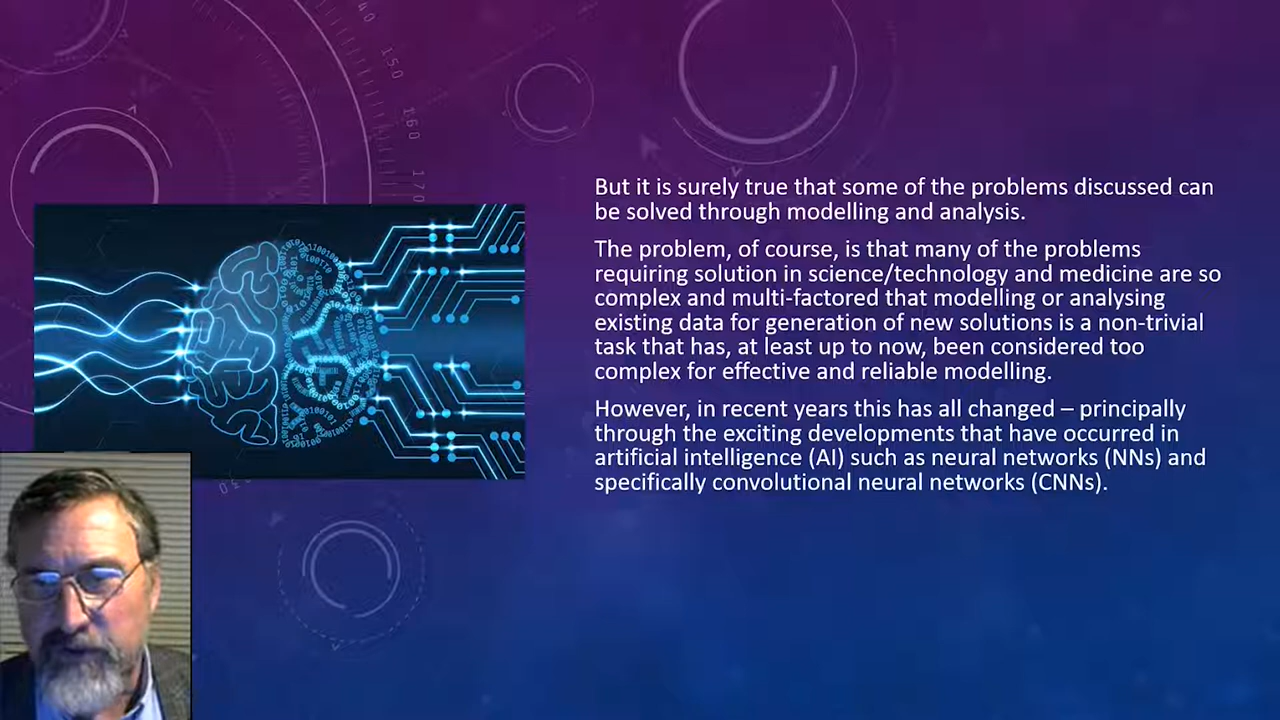 150
160
170
But it is surely true that some of the problems discussed can
be solved through modelling and analysis.
The problem, of course, is that many of the problems
requiring solution in science/technology and medicine are so
complex and multi-factored that modelling or analysing
existing data for generation of new solutions is a non-trivial
task that has, at least up to now, been considered too
complex for effective and reliable modelling.
However, in recent years this has all changed – principally
through the exciting developments that have occurred in
artificial intelligence (AI) such as neural networks (NNs) and
specifically convolutional neural networks (CNNs).